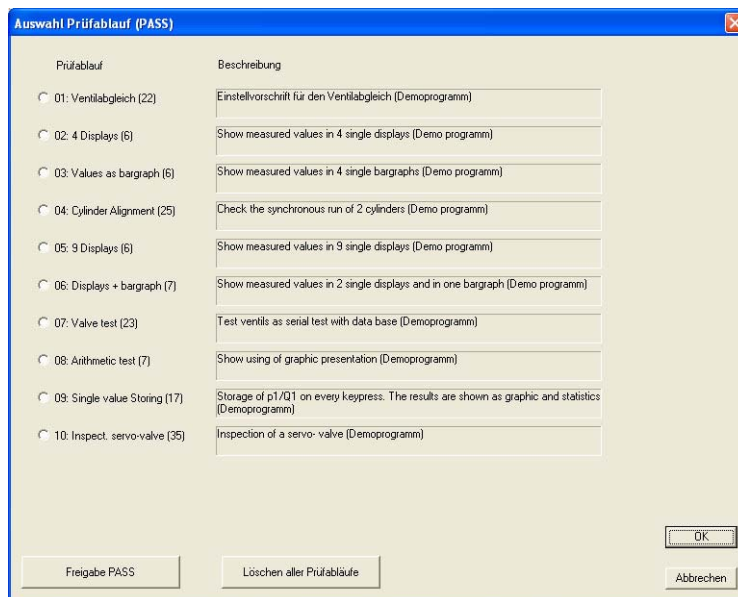 Auswahl Prüfablauf (PASS)
Prüfablauf Beschreibung
01: Ventilabgleich (22) Einstellvorschrift für den Ventilabgleich (Demoprogramm)
02: 4 Displays (6) Show measured values in 4 single displays (Demo programm)
03: Values as bargraph (6) Show measured values in 4 single bargraphs (Demo programm)
04: Cylinder Alignment (25) Check the synchronous run of 2 cylinders (Demo programm)
05: 9 Displays (6) Show measured values in 9 single displays (Demo programm)
06: Displays + bargraph (7) Show measured values in 2 single displays and in one bargraph (Demo programm)
07: Valve test (23) Test ventils as serial test with data base (Demoprogramm)
08: Arithmetic test (7) Show using of graphic presentation (Demoprogramm)
09: Single value Storing (17) Storage of p1/Q1 on every keypress. The results are shown as graphic and statistics
(Demoprogramm)
10: Inspect. servo-valve (35) Inspection of a servo- valve (Demoprogramm)
OK
Freigabe PASS Löschen aller Prüfabläufe Abbrechen